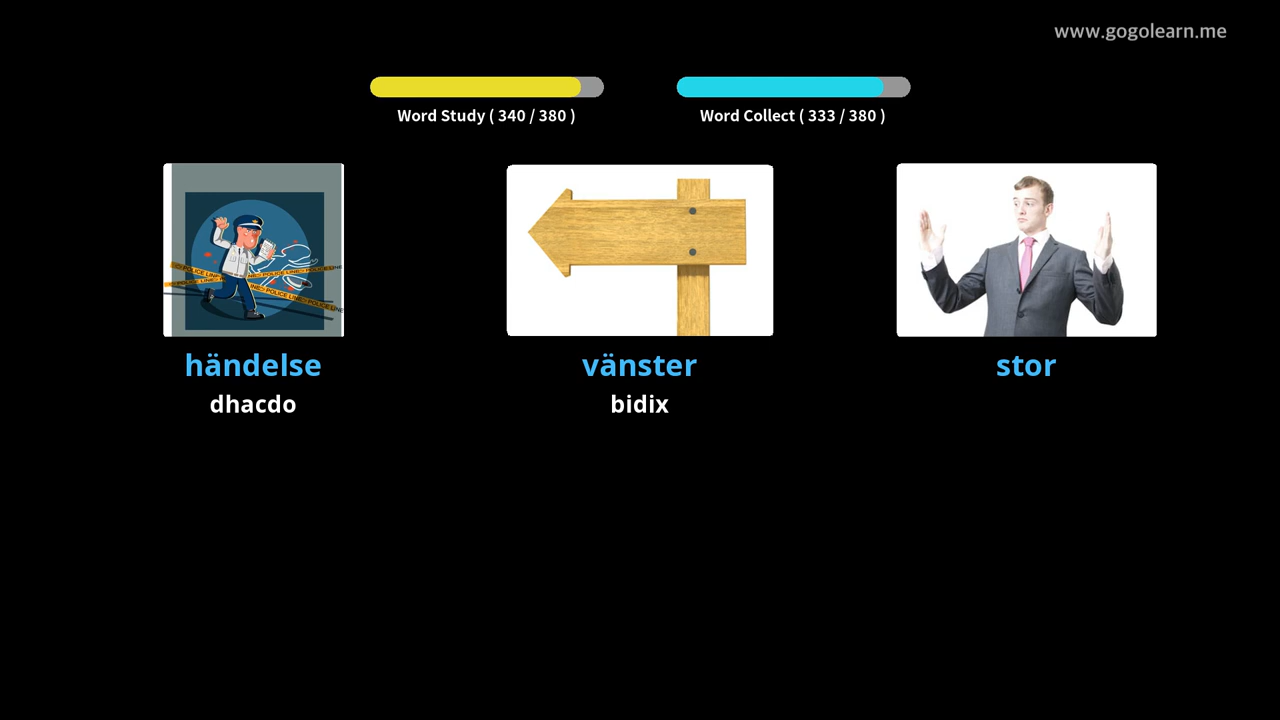 www.gogolearn.me
Word Study ( 340 / 380 )
Word Collect ( 333 / 380 )
händelse
dhacdo
vänster
bidix
stor